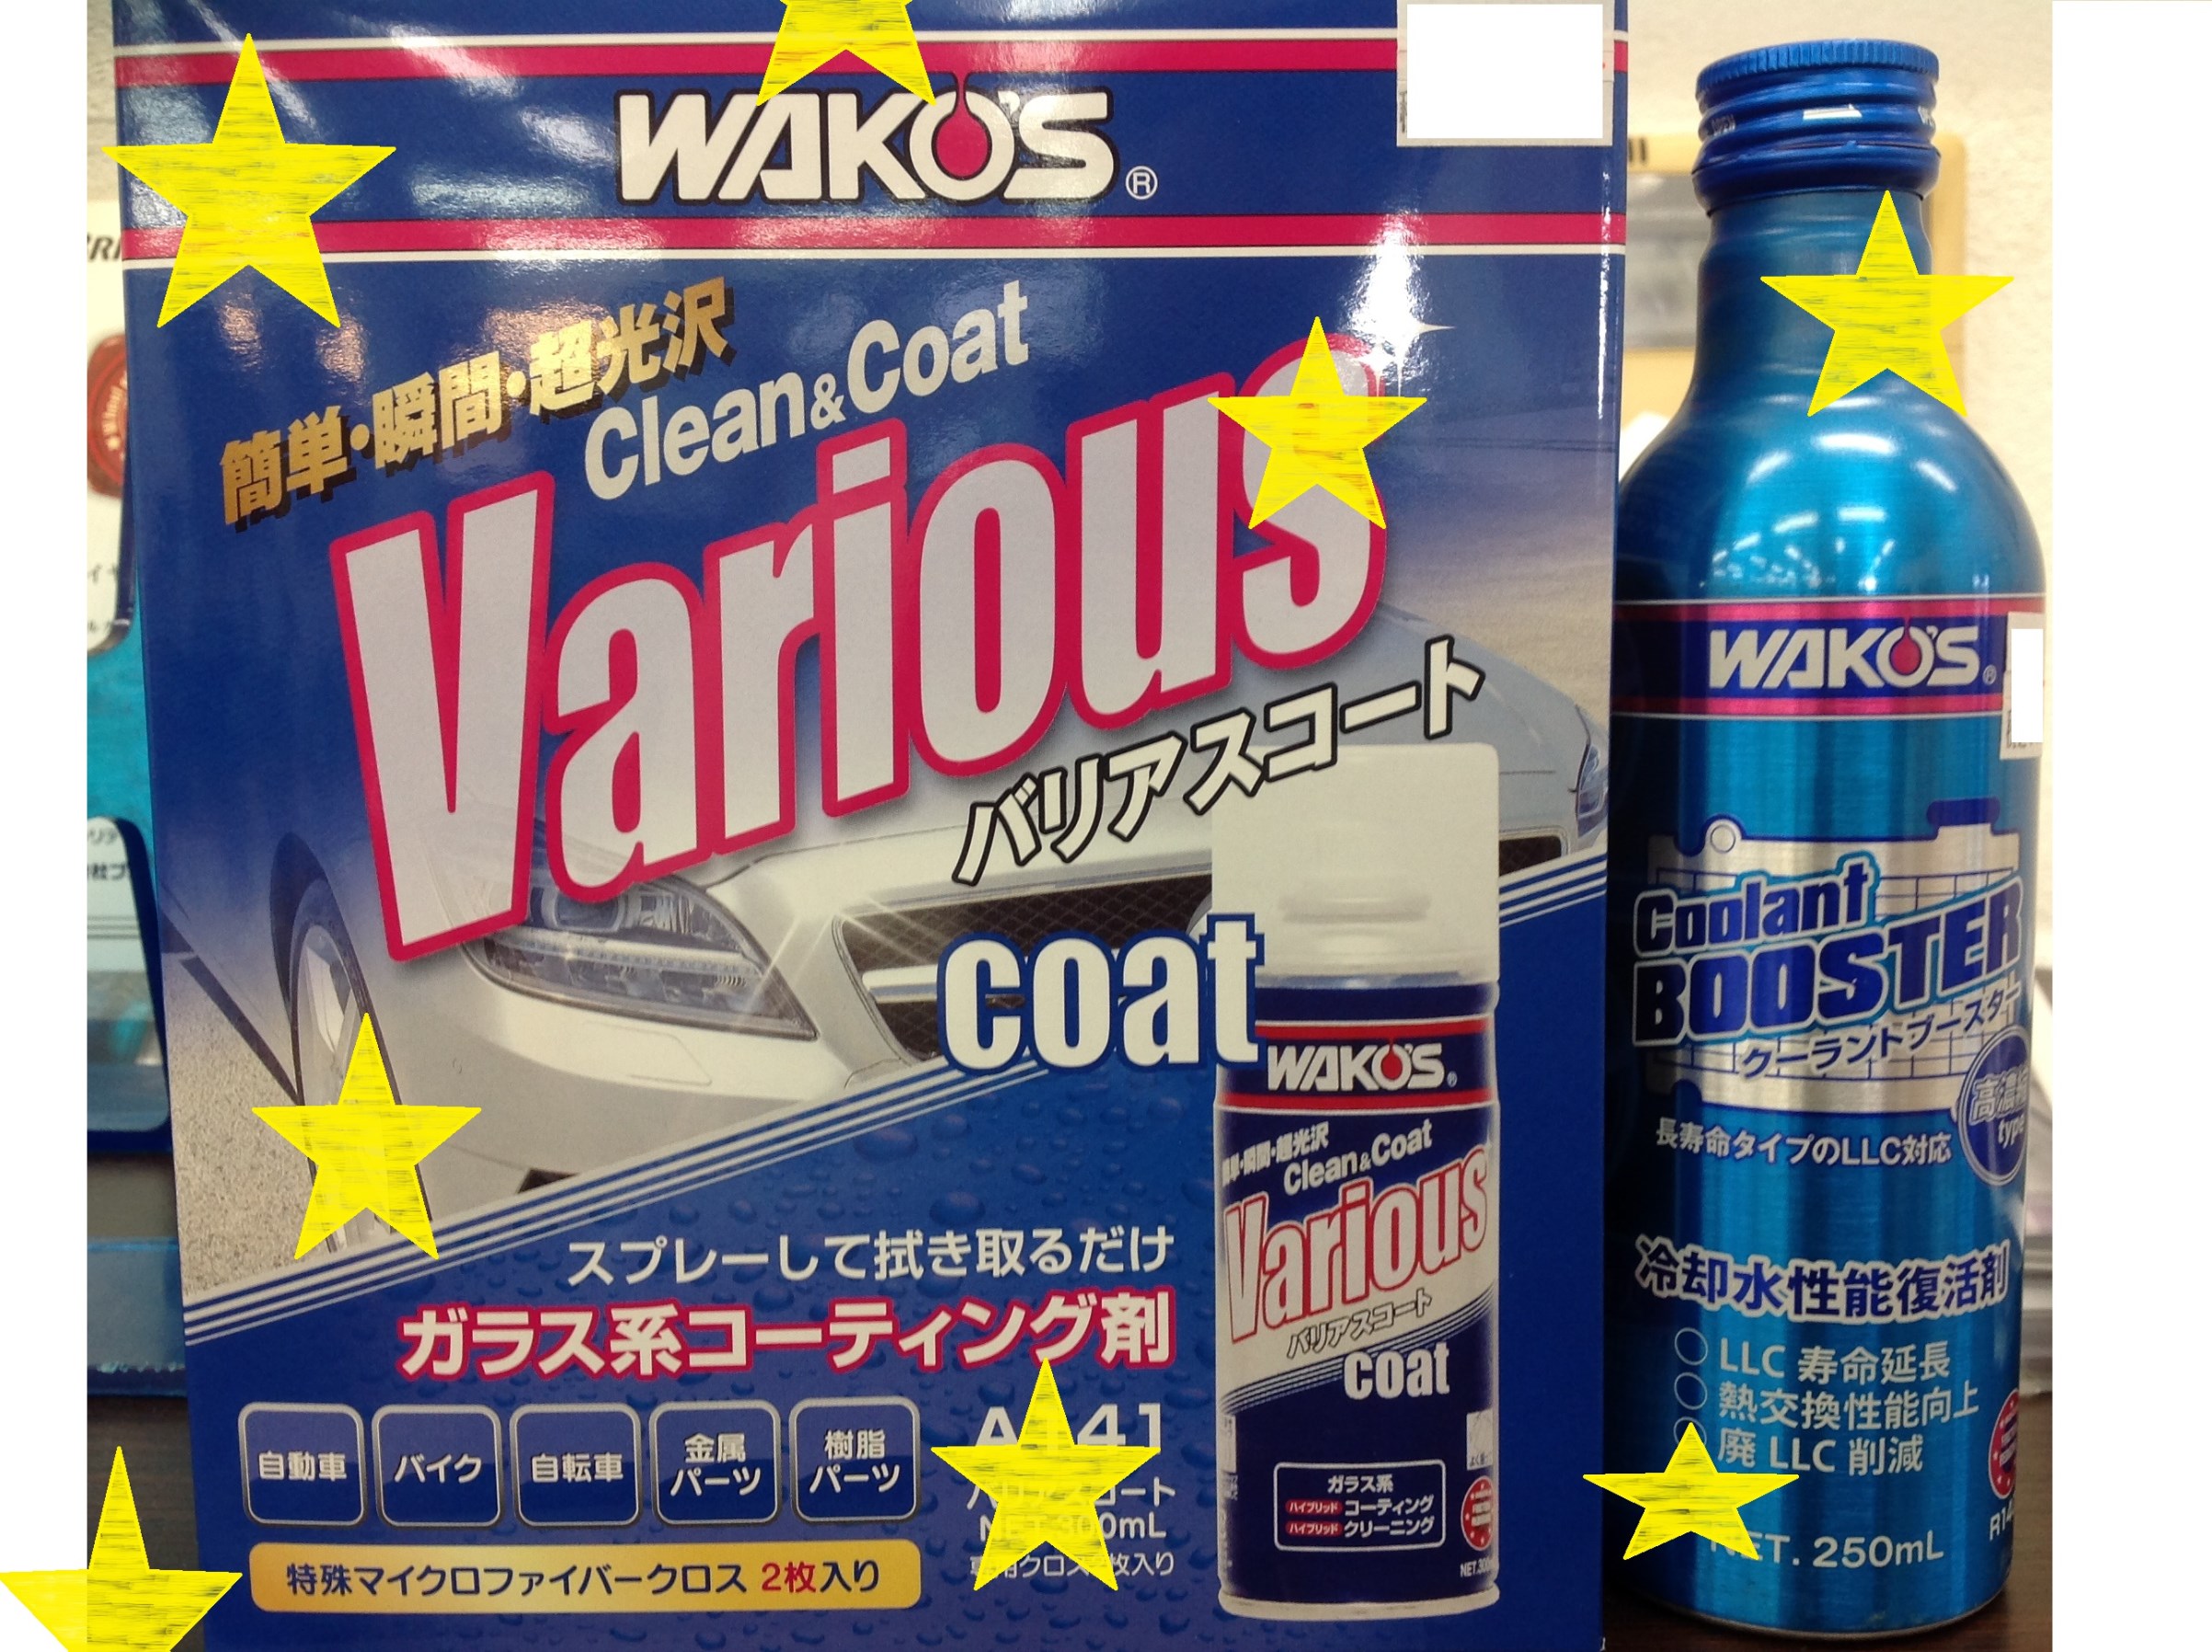 WAKO'S®
簡単・瞬間・超光沢
Clean&Coat
Various
バリアスコート
coat
スプレーして拭き取るだけ
ガラス系コーティング剤
自動車
バイク
自転車
金属
パーツ
樹脂
パーツ
特殊マイクロファイバークロス 2枚入り
WAKO'S®
簡単・瞬間・超光沢
Clean&Coat
Various
バリアスコート
coat
ガラス系
ハイブリッド コーティング
ハイブリッド クリーニング
OPEN
WAKO'S®
Coolant
BOOSTER
クーラントブースター
type
長寿命タイプのLLC対応
冷却水性能復活剤
LLC 寿命延長
熱交換性能向上
廃 LLC 削減
NET. 250mL